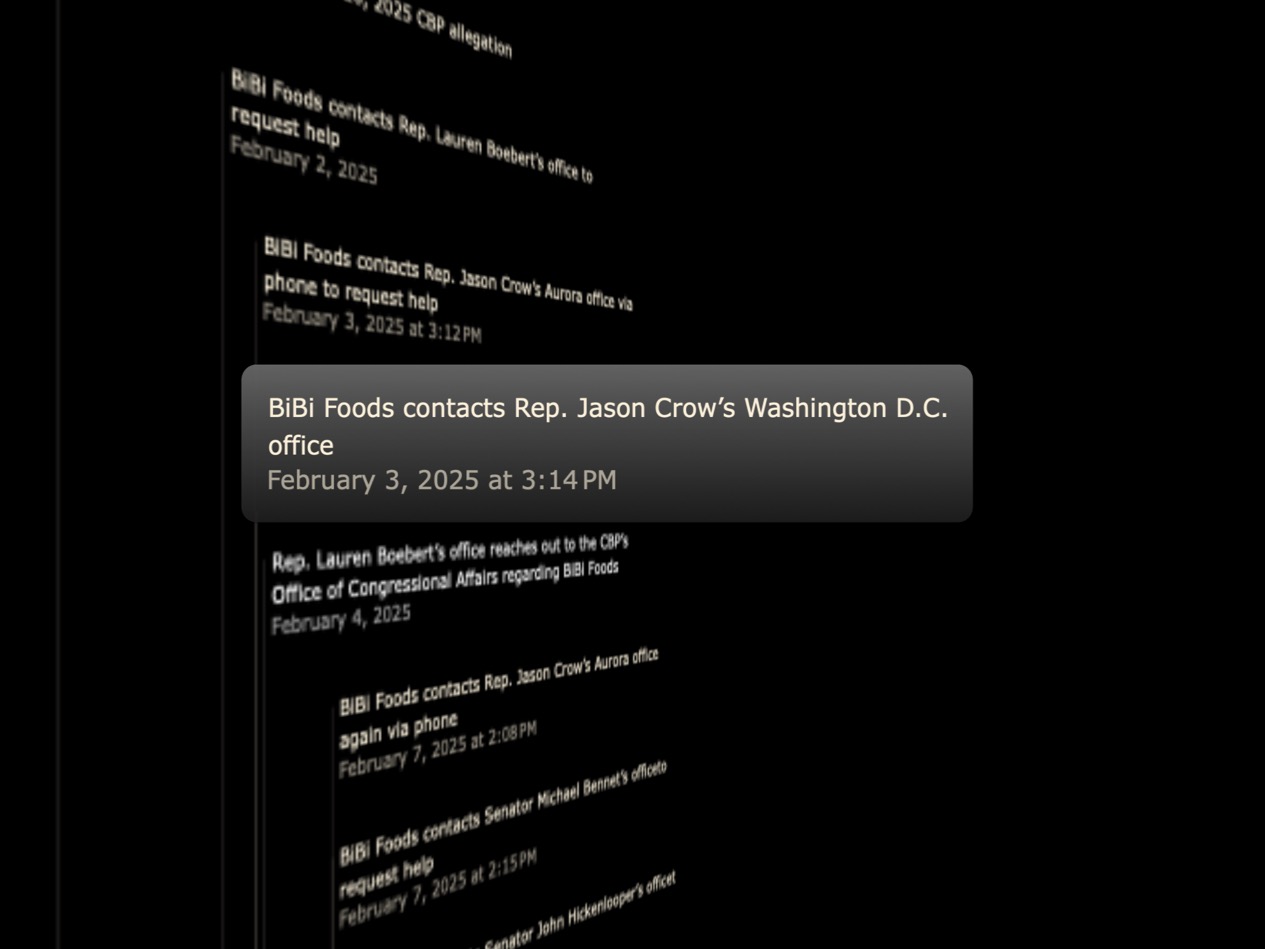 2025 CBP allegation
BiBi Foods contacts Rep. Lauren Boebert's office to
request help
February 2, 2025
BiBi Foods contacts Rep. Jason Crow's Aurora office via
phone to request help
February 3, 2025 at 3:12 PM
BiBi Foods contacts Rep. Jason Crow’s Washington D.C.
office
February 3, 2025 at 3:14 PM
Rep. Lauren Boebert's office reaches out to the CBP's
Office of Congressional Affairs regarding BiBi Foods
February 4, 2025
BiBi Foods contacts Rep. Jason Crow's Aurora office
again via phone
February 7, 2025 at 2:08 PM
BiBi Foods contacts Senator Michael Bennet's officeto
request help
February 7, 2025 at 2:15 PM
Senator John Hickenlooper's officet